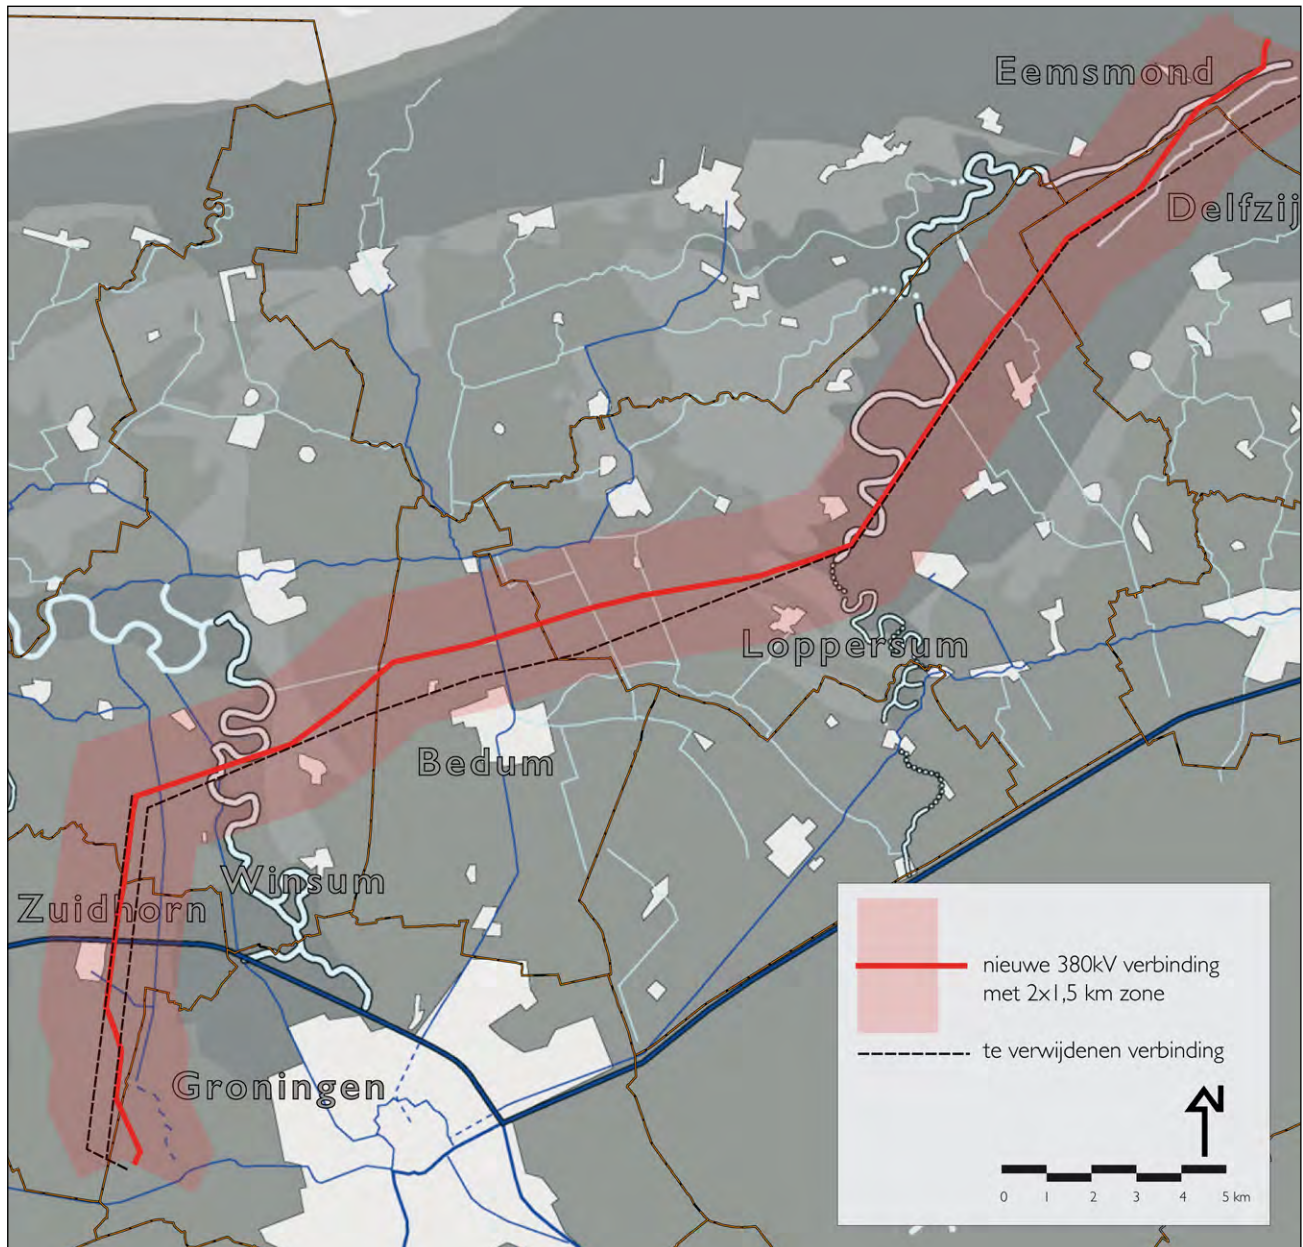 Eemsmond
Delfzij
Loppersum
Bedum
Winsum
Zuidhorn
Groningen
nieuwe 380kV verbinding
met 2x1,5 km zone
te verwijdenen verbinding
N
0 1 2 3 4 5 km